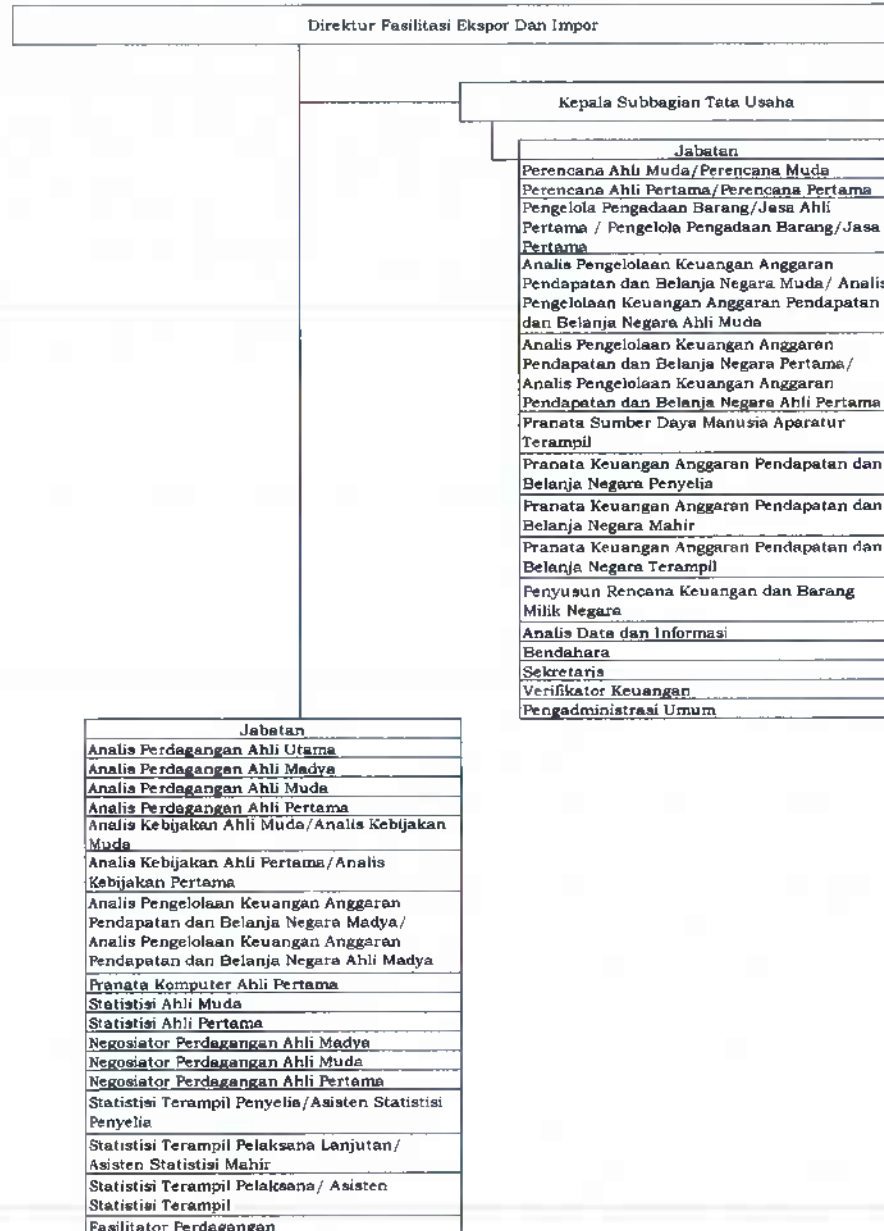 Direktur Fasilitasi Ekspor Dan Impor
Kepala Subbagian Tata Usaha
Jabatan
Perencana Ahli Muda/Perencana Muda
Perencana Ahli Pertama/Perencana Pertama
Pengelola Pengadaan Barang/Jasa Ahli
Pertama / Pengelola Pengadaan Barang/Jasa
Pertama
Analis Pengelolaan Keuangan Anggaran
Pendapatan dan Belanja Negara Muda/ Analis
Pengelolaan Keuangan Anggaran Pendapatan
dan Belanja Negara Ahli Muda
Analis Pengelolaan Keuangan Anggaran
Pendapatan dan Belanja Negara Pertama/
Analis Pengelolaan Keuangan Anggaran
Pendapatan dan Belanja Negara Ahli Pertama
Pranata Sumber Daya Manusia Aparatur
Terampil
Pranata Keuangan Anggaran Pendapatan dan
Belanja Negara Penyelia
Pranata Keuangan Anggaran Pendapatan dan
Belanja Negara Mahir
Pranata Keuangan Anggaran Pendapatan dan
Belanja Negara Terampil
Penyusun Rencana Keuangan dan Barang
Milik Negara
Analis Data dan Informasi
Bendahara
Sekretaris
Verifikator Keuangan
Pengadministrasi Umum
Jabatan
Analis Perdagangan Ahli Utama
Analis Perdagangan Ahli Madya
Analis Perdagangan Ahli Muda
Analis Perdagangan Ahli Pertama
Analis Kebijakan Ahli Muda/Analis Kebijakan
Muda
Analis Kebijakan Ahli Pertama/Analis
Kebijakan Pertama
Analis Pengelolaan Keuangan Anggaran
Pendapatan dan Belanja Negara Madya/
Analis Pengelolaan Keuangan Anggaran
Pendapatan dan Belanja Negara Ahli Madya
Pranata Komputer Ahli Pertama
Statistisi Ahli Muda
Statistisi Ahli Pertama
Negosiator Perdagangan Ahli Madya
Negosiator Perdagangan Ahli Muda
Negosiator Perdagangan Ahli Pertama
Statistisi Terampil Penyelia/Asisten Statistisi
Penyelia
Statistisi Terampil Pelaksana Lanjutan/
Asisten Statistisi Mahir
Statistisi Terampil Pelaksana/ Asisten
Statistisi Terampil
Fasilitator Perdagangan